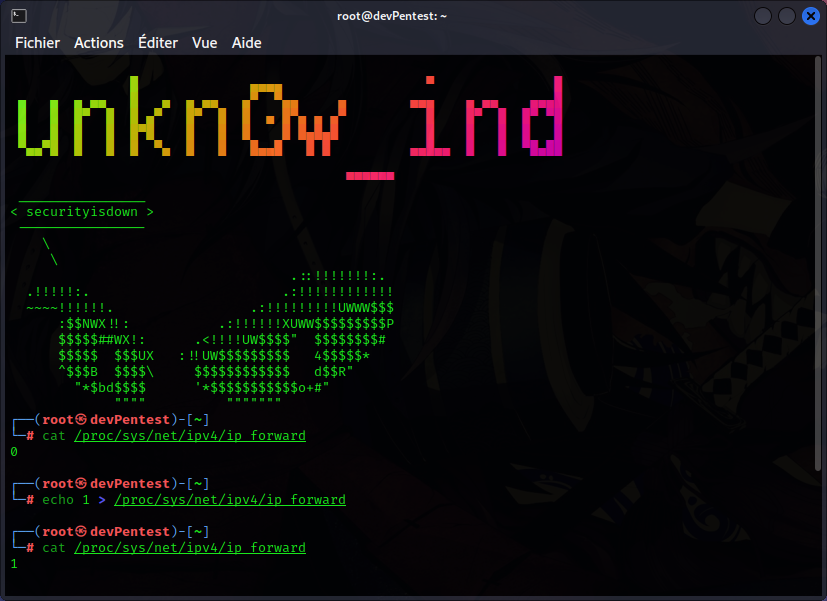 root@devPentest: ~
Fichier Actions Éditer Vue Aide
unkn0w_ind
 ________________
< securityisdown >
 ----------------
    \
     \
                                   .::!!!!!!!:.
  .!!!!!:.                        .:!!!!!!!!!!!!
  ~~~~!!!!!!.                 .:!!!!!!!!!UWWW$$$
      :$$NWX!!:           .:!!!!!!XUWW$$$$$$$$$P
      $$$$$##WX!:      .<!!!!UW$$$$"  $$$$$$$$#
      $$$$$  $$$UX   :!!UW$$$$$$$$$   4$$$$$*
      ^$$$B  $$$$\     $$$$$$$$$$$$   d$$R"
        "*$bd$$$$      '*$$$$$$$$$$$o+#"
             """"          """""""
┌──(root㉿devPentest)-[~]
└─# cat /proc/sys/net/ipv4/ip_forward
0
┌──(root㉿devPentest)-[~]
└─# echo 1 > /proc/sys/net/ipv4/ip_forward
┌──(root㉿devPentest)-[~]
└─# cat /proc/sys/net/ipv4/ip_forward
1